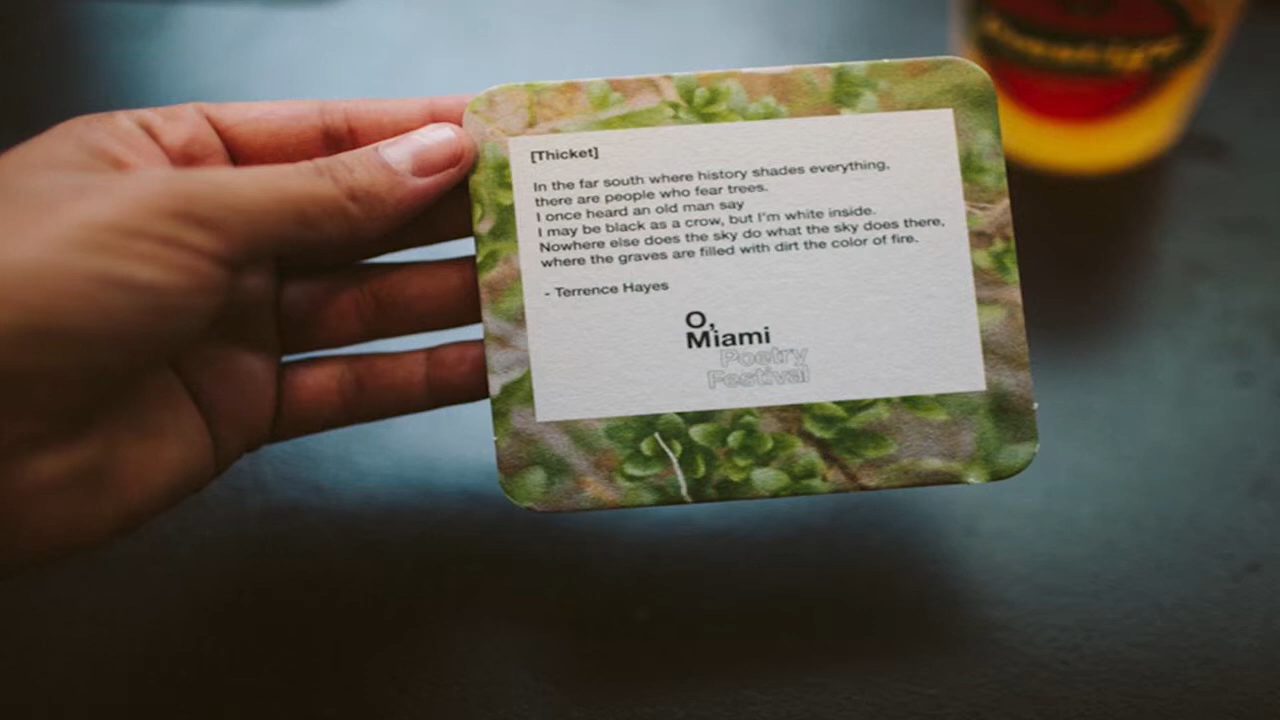 [Thicket]
In the far south where history shades everything,
there are people who fear trees.
I once heard an old man say
I may be black as a crow, but I'm white inside.
Nowhere else does the sky do what the sky does there,
where the graves are filled with dirt the color of fire.
- Terrence Hayes
O,
Miami
Poetry
Festival